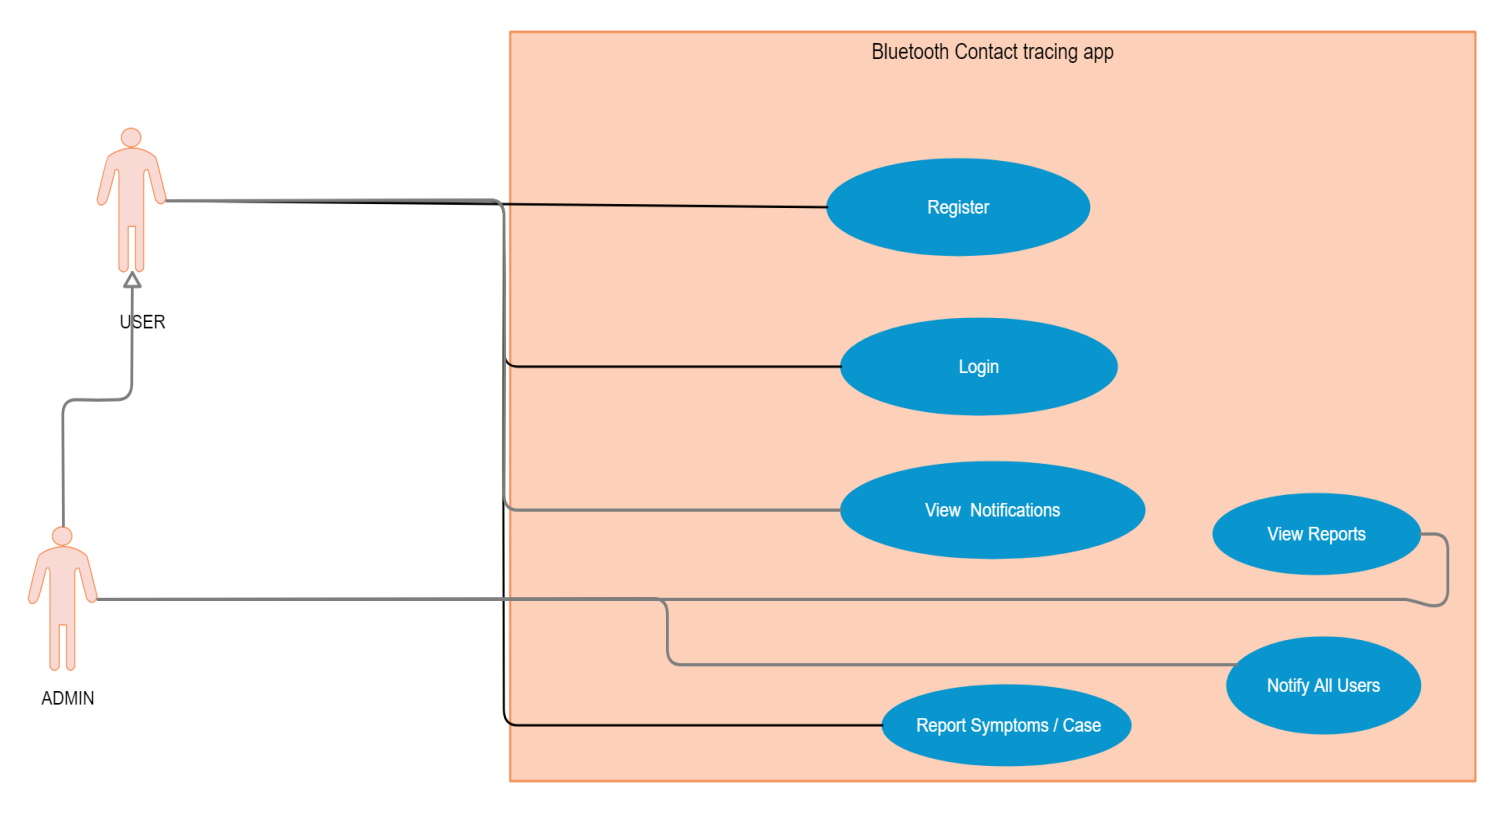 Bluetooth Contact tracing app
Register
USER
Login
View Notifications
View Reports
ADMIN
Notify All Users
Report Symptoms / Case